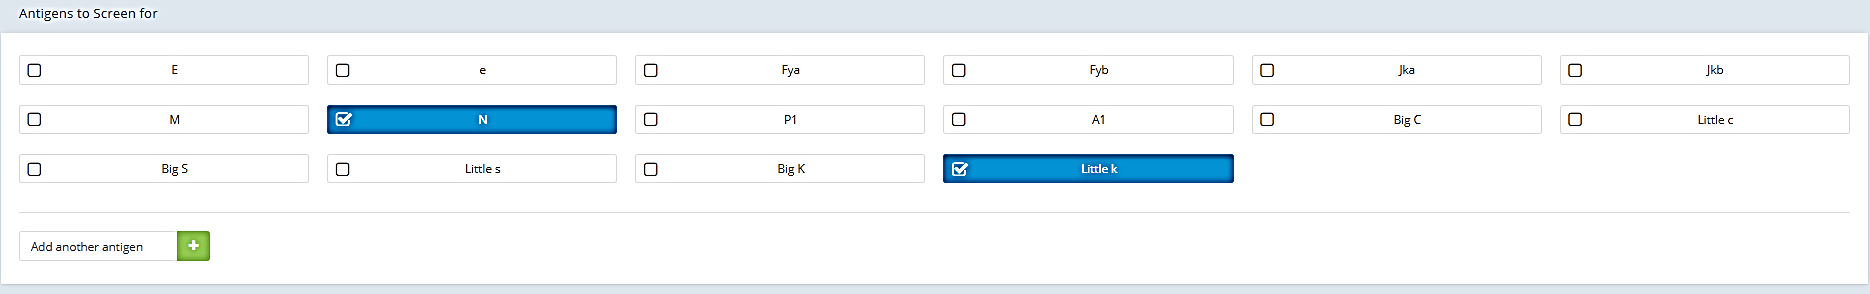 Antigens to Screen for
E e Fya Fyb Jka Jkb
M N P1 A1 Big C Little c
Big S Little s Big K Little k
Add another antigen +